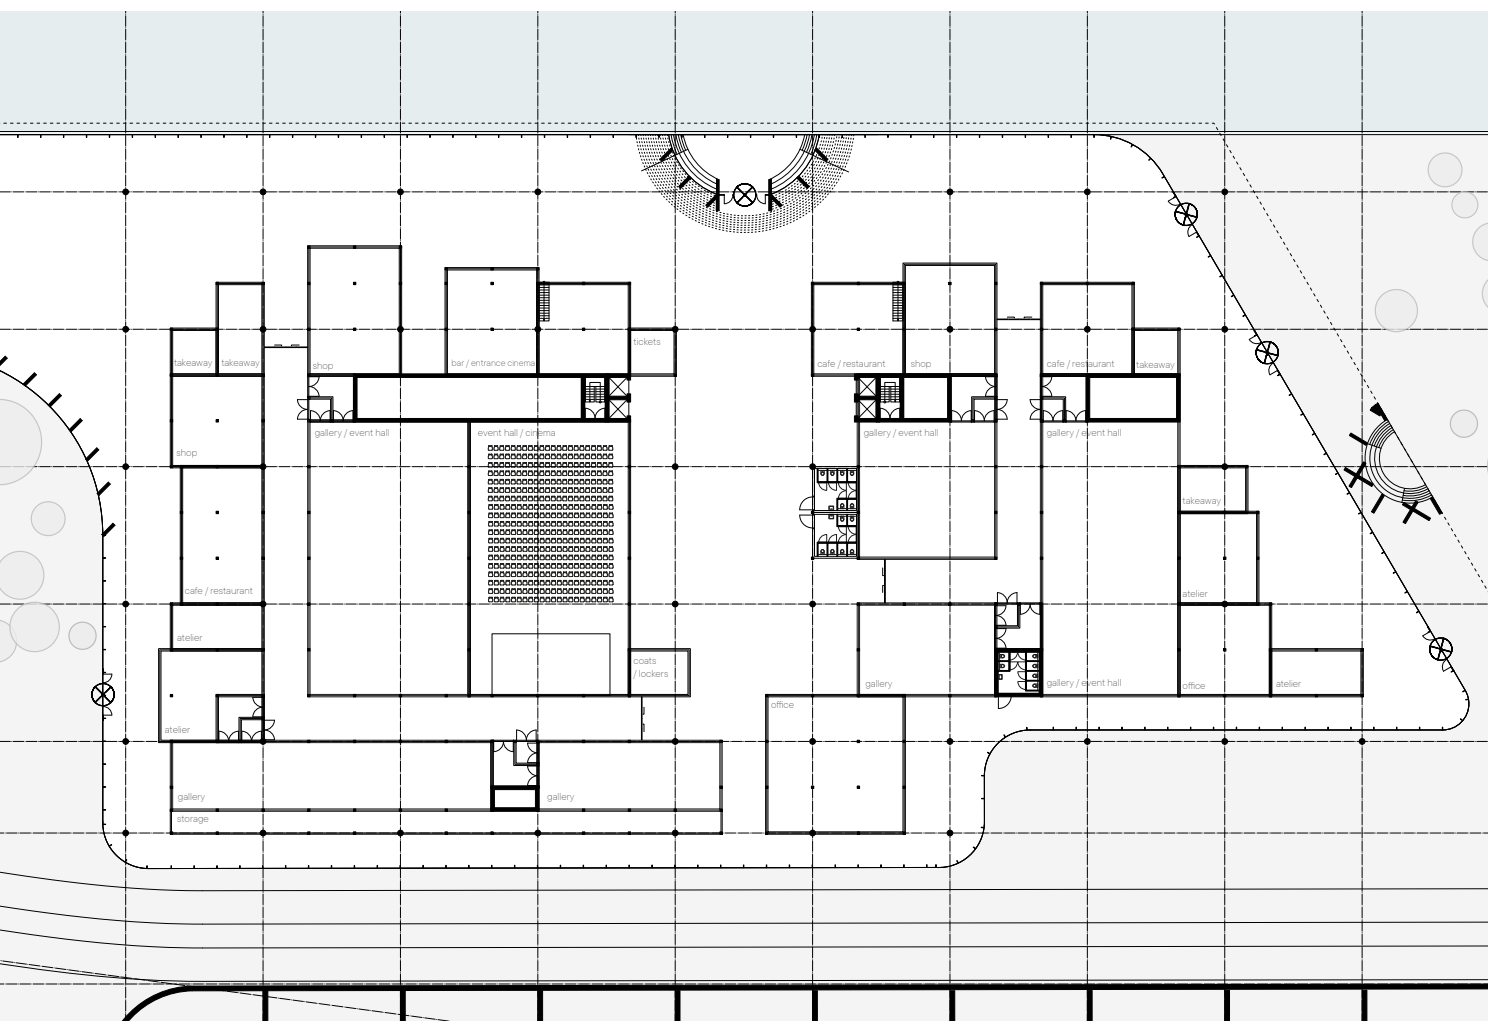 takeaway
takeaway
shop
bar / entrance cinema
tickets
cafe / restaurant
shop
cafe / restaurant
takeaway
gallery / event hall
event hall / cinema
gallery / event hall
gallery / event hall
shop
takeaway
cafe / restaurant
atelier
atelier
coats
/ lockers
gallery
gallery / event hall
office
atelier
office
atelier
gallery
gallery
storage